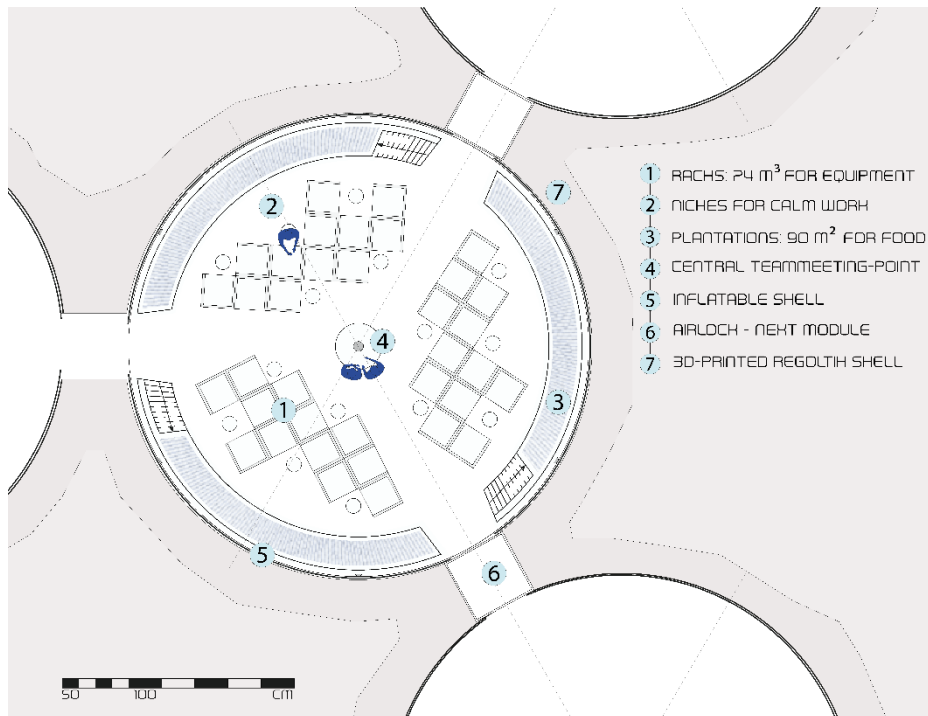 7
2
4
1
3
5
6
1 RACHS: 74 m³ FOR EQUIPMENT
2 NICHES FOR CALM WORK
3 PLANTATIONS: 90 m² FOR FOOD
4 CENTRAL TEAMMEETING-POINT
5 INFLATABLE SHELL
6 AIRLOCK - NEXT MODULE
7 3D-PRINTED REGOLTIH SHELL
50 100 CM